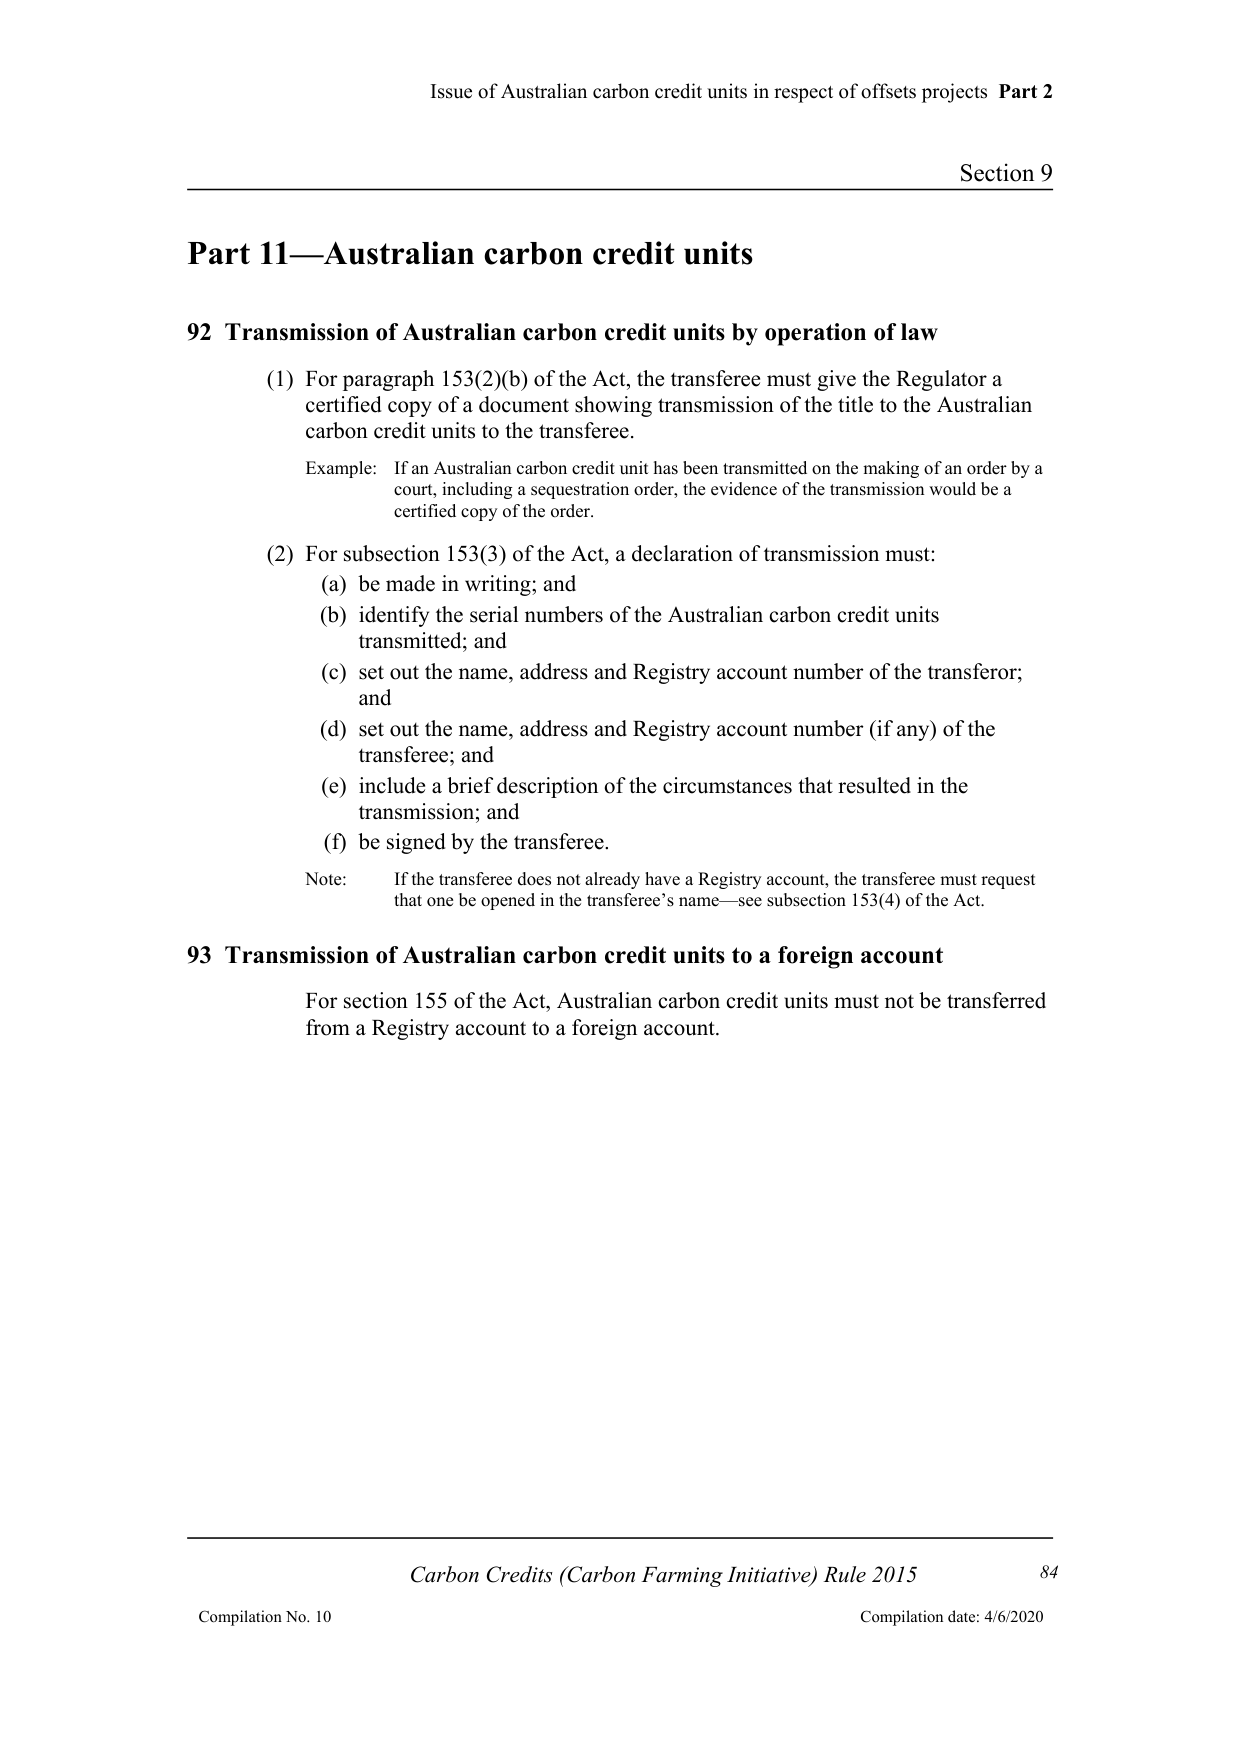 Issue of Australian carbon credit units in respect of offsets projects Part 2
Section 9
Part 11—Australian carbon credit units
92 Transmission of Australian carbon credit units by operation of law
(1) For paragraph 153(2)(b) of the Act, the transferee must give the Regulator a
certified copy of a document showing transmission of the title to the Australian
carbon credit units to the transferee.
Example: If an Australian carbon credit unit has been transmitted on the making of an order by a
court, including a sequestration order, the evidence of the transmission would be a
certified copy of the order.
(2) For subsection 153(3) of the Act, a declaration of transmission must:
(a) be made in writing; and
(b) identify the serial numbers of the Australian carbon credit units
transmitted; and
(c) set out the name, address and Registry account number of the transferor;
and
(d) set out the name, address and Registry account number (if any) of the
transferee; and
(e) include a brief description of the circumstances that resulted in the
transmission; and
(f) be signed by the transferee.
Note: If the transferee does not already have a Registry account, the transferee must request
that one be opened in the transferee’s name—see subsection 153(4) of the Act.
93 Transmission of Australian carbon credit units to a foreign account
For section 155 of the Act, Australian carbon credit units must not be transferred
from a Registry account to a foreign account.
Carbon Credits (Carbon Farming Initiative) Rule 2015 84
Compilation No. 10 Compilation date: 4/6/2020